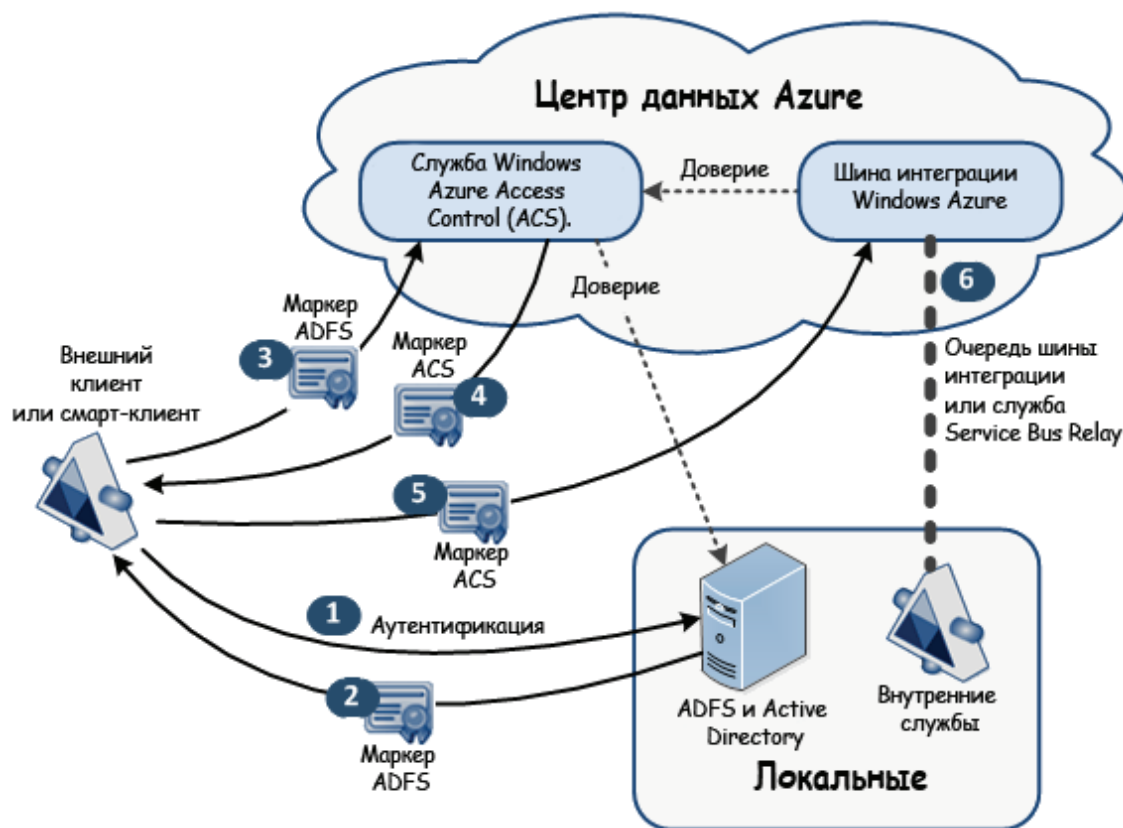 Центр данных Azure
Служба Windows
Azure Access
Control (ACS).
Доверие
Шина интеграции
Windows Azure
Доверие
6
Маркер
ADFS
3
Маркер
ACS
4
Внешний
клиент
или смарт-клиент
Очередь шины
интеграции
или служба
Service Bus Relay
5
Маркер
ACS
1
Аутентификация
2
Маркер
ADFS
ADFS и Active
Directory
Внутренние
службы
Локальные